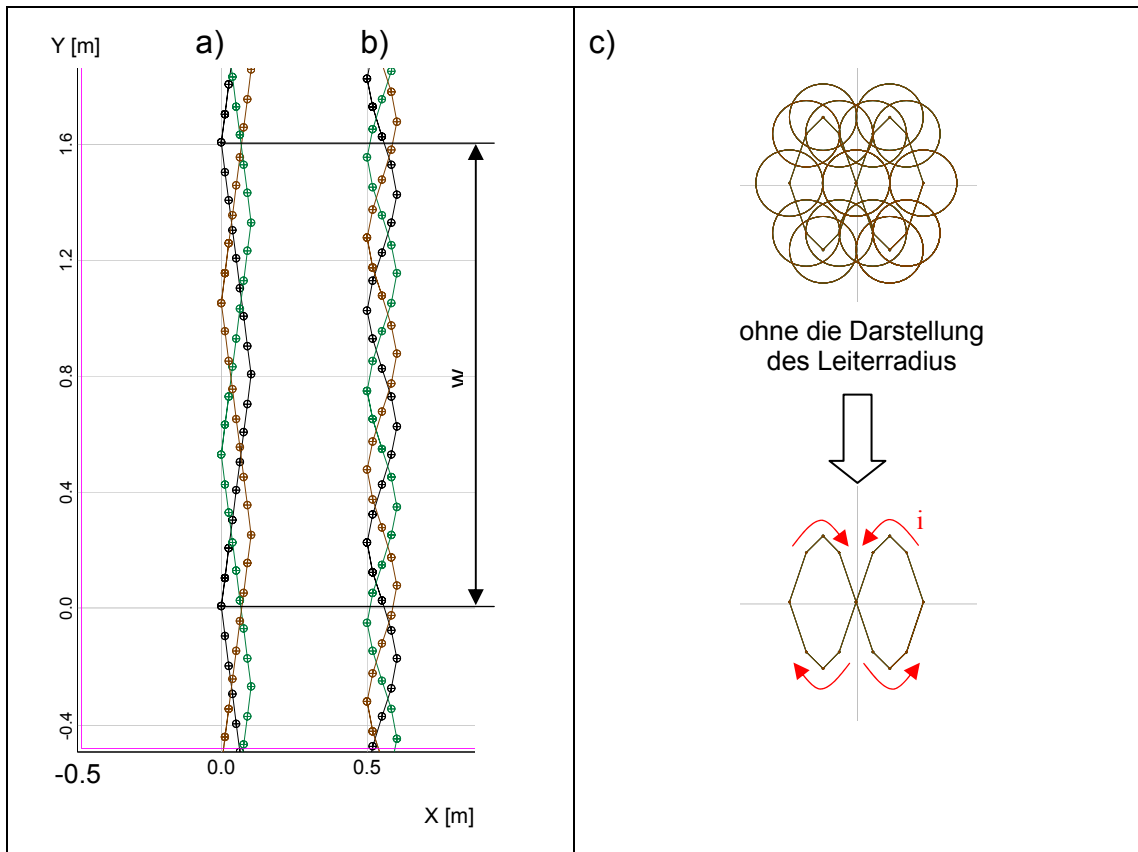 Y [m]
a)
b)
c)
1.6
1.2
0.8
0.4
0.0
-0.4
w
-0.5
0.0
0.5
X [m]
ohne die Darstellung
des Leiterradius
i